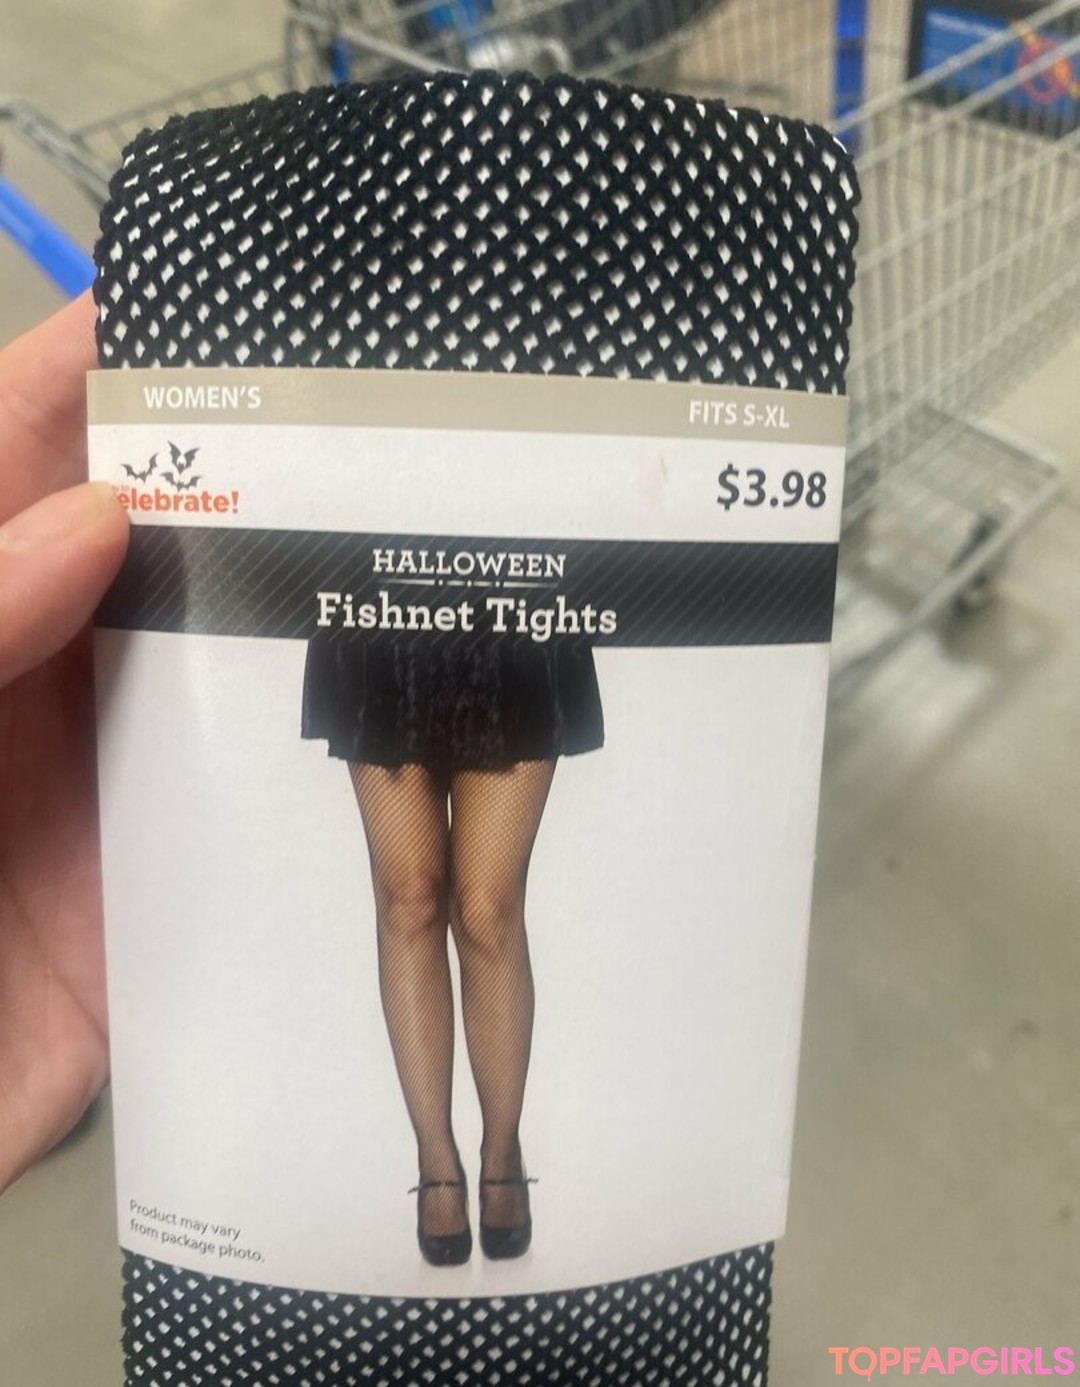 WOMEN'S
FITS S-XL
elebrate!
$3.98
HALLOWEEN
Fishnet Tights
Product may vary
from package photo.
TOPFAPGIRLS